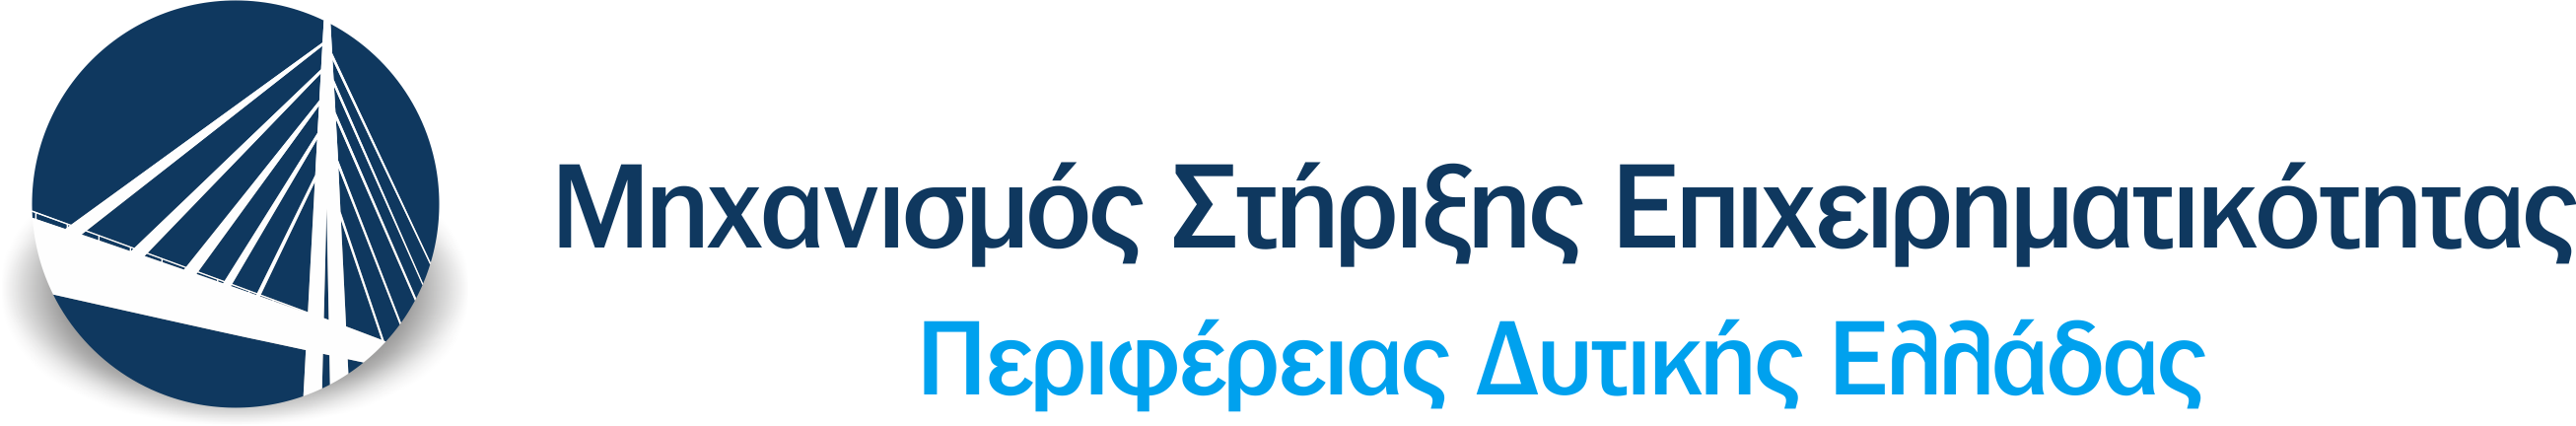 Μηχανισμός Στήριξης Επιχειρηματικότητας
Περιφέρειας Δυτικής Ελλάδας